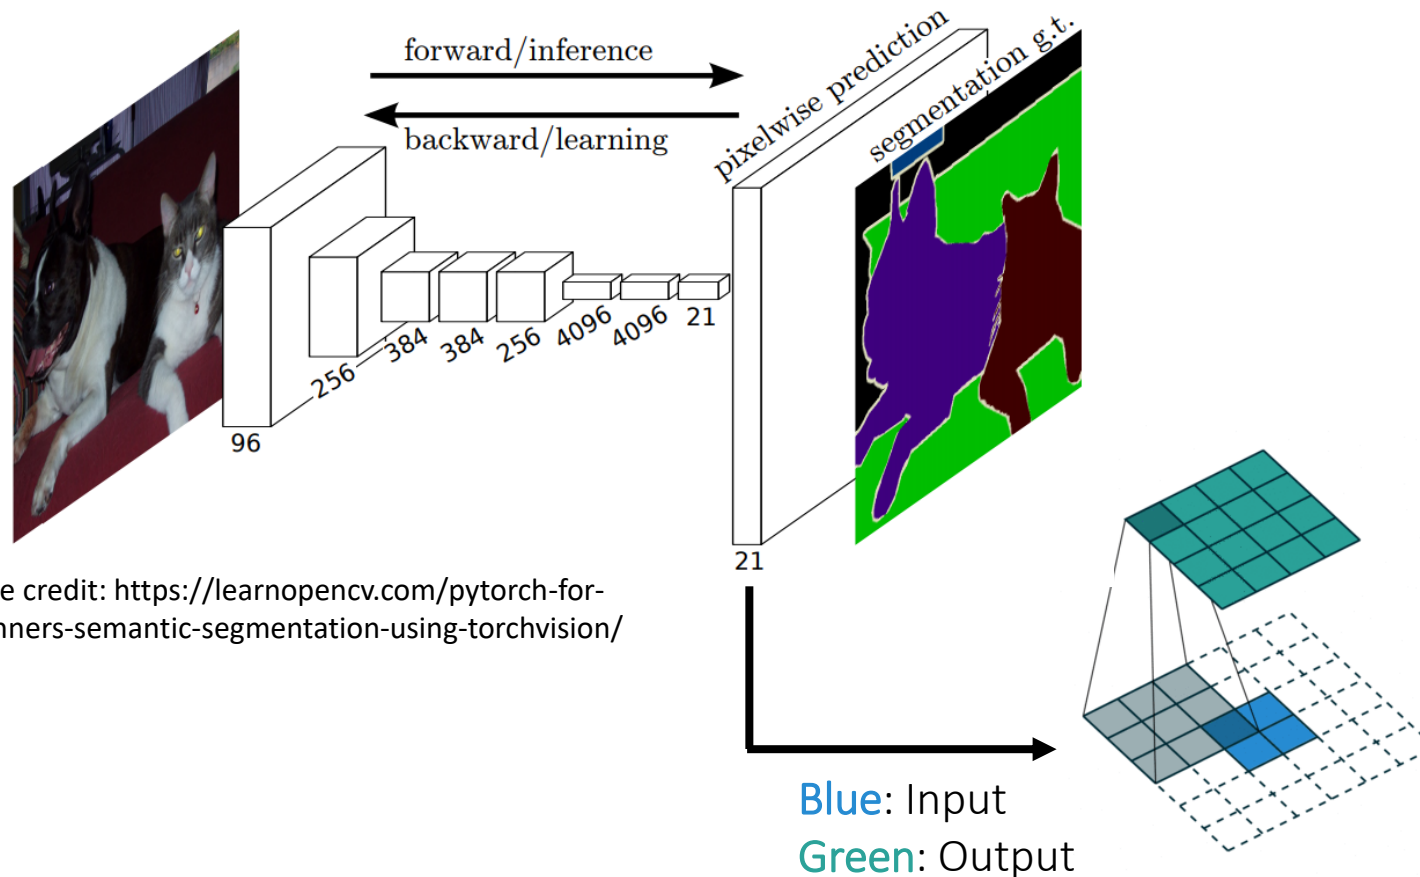 forward/inference
backward/learning
pixelwise prediction
segmentation g.t.
96
256
384
384
256
4096
4096
21
21
e credit: https://learnopencv.com/pytorch-for-
nners-semantic-segmentation-using-torchvision/
Blue: Input
Green: Output